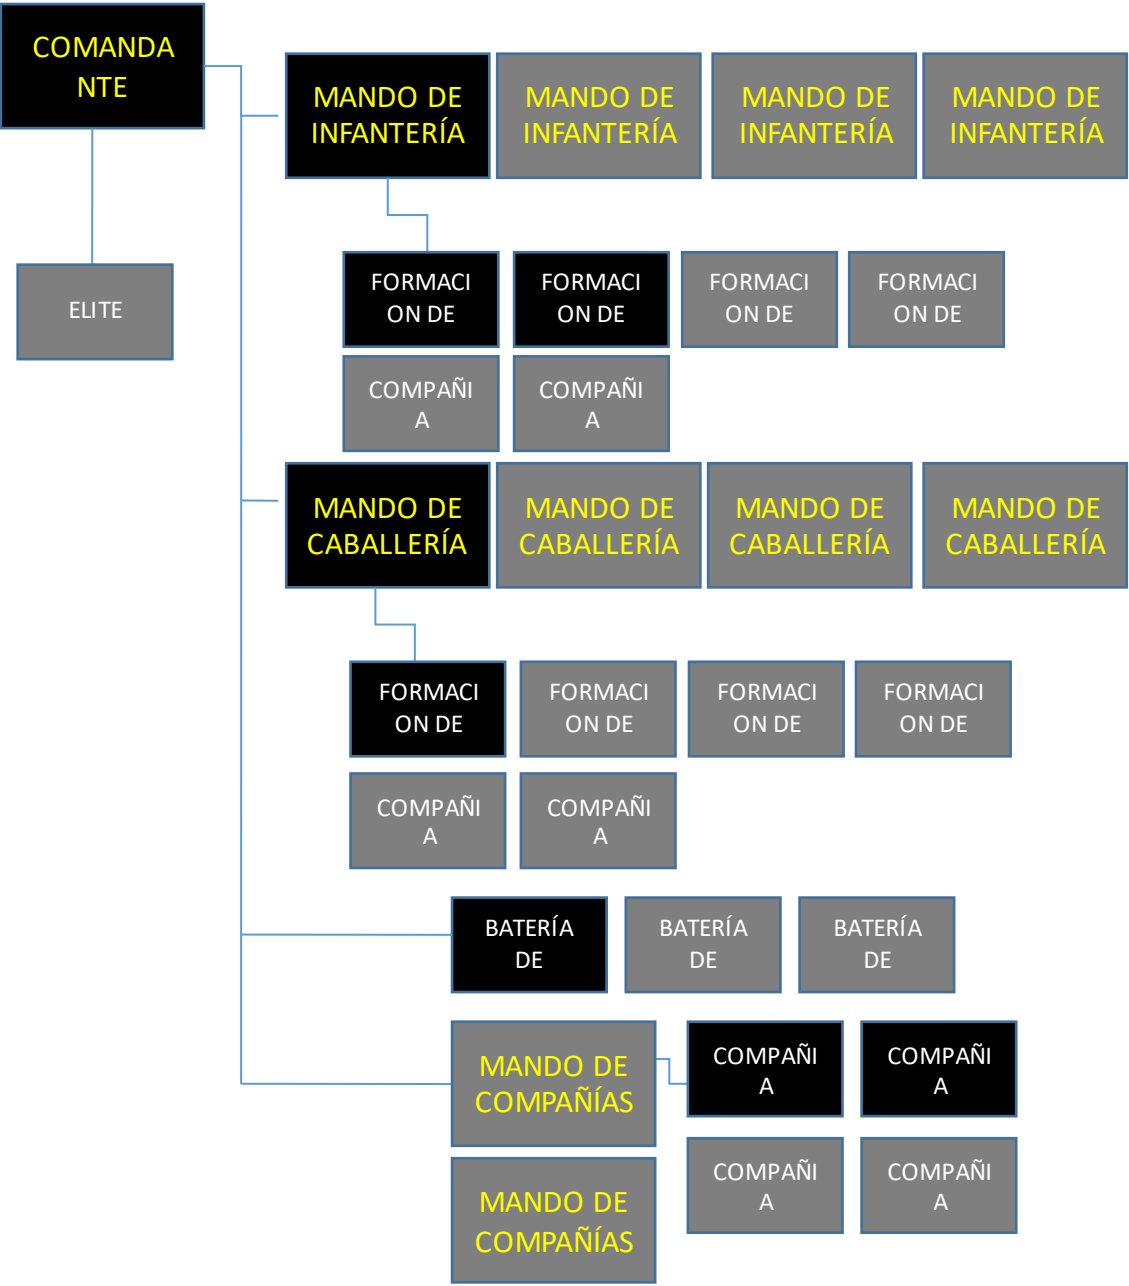 COMANDA
NTE
MANDO DE
INFANTERÍA
MANDO DE
INFANTERÍA
MANDO DE
INFANTERÍA
MANDO DE
INFANTERÍA
ELITE
FORMACI
ON DE
FORMACI
ON DE
FORMACI
ON DE
FORMACI
ON DE
COMPAÑI
A
COMPAÑI
A
MANDO DE
CABALLERÍA
MANDO DE
CABALLERÍA
MANDO DE
CABALLERÍA
MANDO DE
CABALLERÍA
FORMACI
ON DE
FORMACI
ON DE
FORMACI
ON DE
FORMACI
ON DE
COMPAÑI
A
COMPAÑI
A
BATERÍA
DE
BATERÍA
DE
BATERÍA
DE
MANDO DE
COMPAÑÍAS
COMPAÑI
A
COMPAÑI
A
MANDO DE
COMPAÑÍAS
COMPAÑI
A
COMPAÑI
A